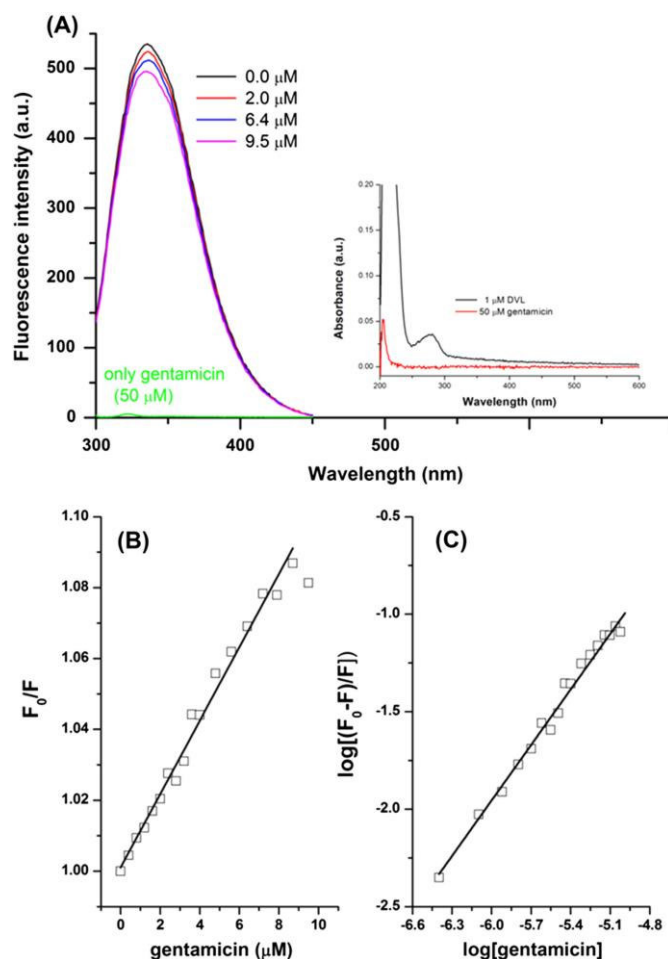 (A)
0.0 μM
2.0 μM
6.4 μM
9.5 μM
Fluorescence intensity (a.u.)
500
400
300
200
100
0
only gentamicin
(50 μM)
300
400
500
Wavelength (nm)
Absorbance (a.u.)
0.20
0.15
0.10
0.05
0.00
1 μM DVL
50 μM gentamicin
200
300
400
500
600
Wavelength (nm)
(B)
F₀/F
1.10
1.08
1.06
1.04
1.02
1.00
0
2
4
6
8
10
gentamicin (μM)
(C)
log[(F₀-F)/F])
-0.5
-1.0
-1.5
-2.0
-2.5
-6.6
-6.3
-6.0
-5.7
-5.4
-5.1
-4.8
log[gentamicin]